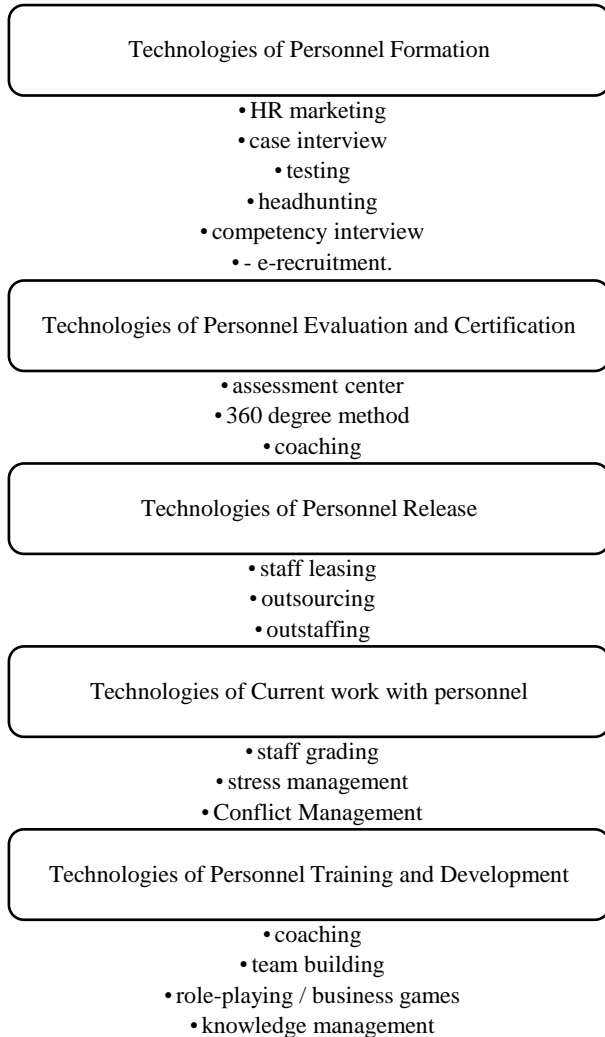 Technologies of Personnel Formation
• HR marketing
• case interview
• testing
• headhunting
• competency interview
• - e-recruitment.
Technologies of Personnel Evaluation and Certification
• assessment center
• 360 degree method
• coaching
Technologies of Personnel Release
• staff leasing
• outsourcing
• outstaffing
Technologies of Current work with personnel
• staff grading
• stress management
• Conflict Management
Technologies of Personnel Training and Development
• coaching
• team building
• role-playing / business games
• knowledge management